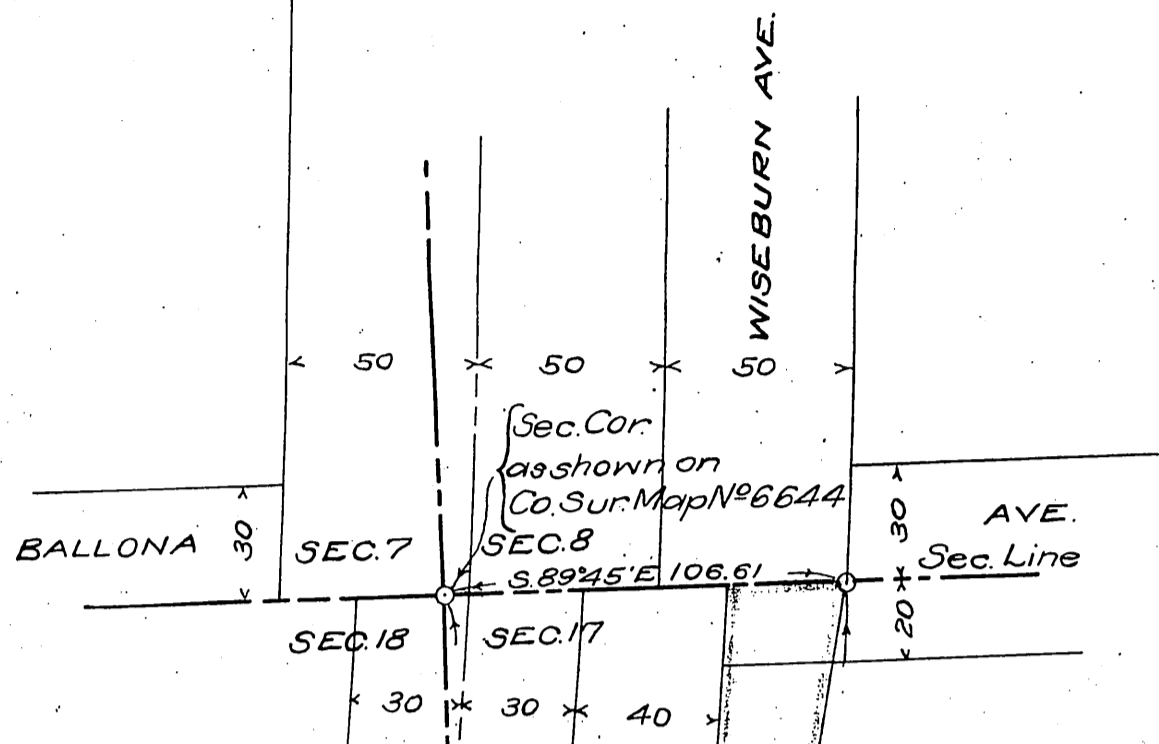 WISEBURN AVE.
50
50
50
Sec. Cor.
as shown on
Co. Sur. Map Nº 6644
BALLONA
30
SEC. 7
SEC. 8
30
AVE.
Sec. Line
S. 89°45' E. 106.61
SEC. 18
SEC. 17
20
30
30
40